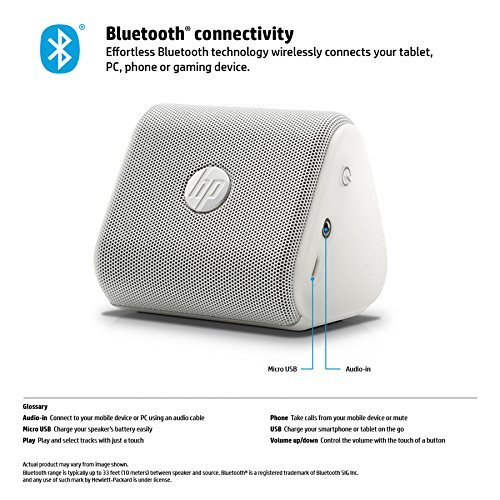 Bluetooth® connectivity
Effortless Bluetooth technology wirelessly connects your tablet,
PC, phone or gaming device.
hp
Micro USB
Audio-in
Glossary
Audio-in Connect to your mobile device or PC using an audio cable
Micro USB Charge your speaker's battery easily
Play Play and select tracks with just a touch
Phone Take calls from your mobile device or mute
USB Charge your smartphone or tablet on the go
Volume up/down Control the volume with the touch of a button
Actual product may vary from image shown.
Bluetooth range is typically up to 33 feet (10 meters) between speaker and source. Bluetooth® is a registered trademark of Bluetooth SIG Inc.
and any use of such mark by Hewlett-Packard is under license.